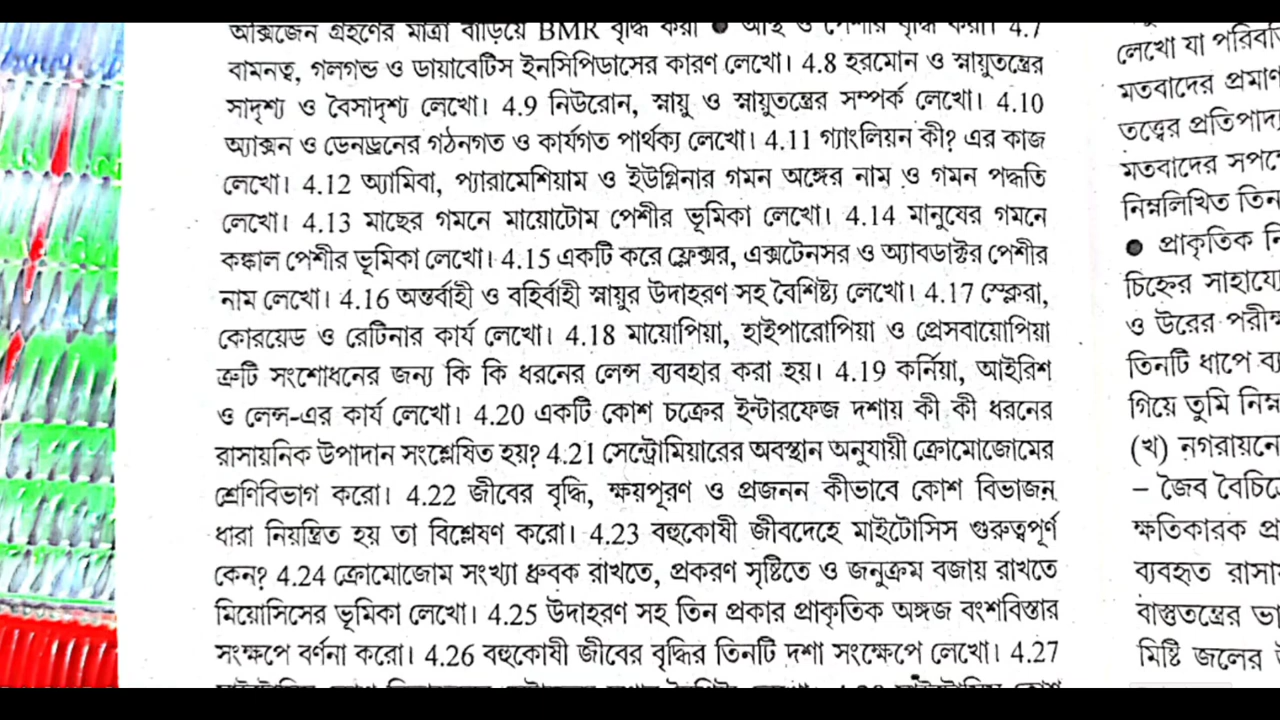 অক্সিজেন গ্রহণের মাত্রা বাড়িয়ে BMR বৃদ্ধি করা ● অস্থি ও পেশীর বৃদ্ধি করা। 4.7
বামনত্ব, গলগন্ড ও ডায়াবেটিস ইনসিপিডাসের কারণ লেখো। 4.8 হরমোন ও স্নায়ুতন্ত্রের
সাদৃশ্য ও বৈসাদৃশ্য লেখো। 4.9 নিউরোন, স্নায়ু ও স্নায়ুতন্ত্রের সম্পর্ক লেখো। 4.10
অ্যাক্সন ও ডেনড্রনের গঠনগত ও কার্যগত পার্থক্য লেখো। 4.11 গ্যাংলিয়ন কী? এর কাজ
লেখো। 4.12 অ্যামিবা, প্যারামেশিয়াম ও ইউগ্লিনার গমন অঙ্গের নাম ও গমন পদ্ধতি
লেখো। 4.13 মাছের গমনে মায়োটোম পেশীর ভূমিকা লেখো। 4.14 মানুষের গমনে
কঙ্কাল পেশীর ভূমিকা লেখো। 4.15 একটি করে ফ্লেক্সর, এক্সটেনসর ও অ্যাবডাক্টর পেশীর
নাম লেখো। 4.16 অন্তর্বাহী ও বহির্বাহী স্নায়ুর উদাহরণ সহ বৈশিষ্ট্য লেখো। 4.17 স্ক্লেরা,
কোরয়েড ও রেটিনার কার্য লেখো। 4.18 মায়োপিয়া, হাইপারোপিয়া ও প্রেসবায়োপিয়া
ত্রুটি সংশোধনের জন্য কি কি ধরনের লেন্স ব্যবহার করা হয়। 4.19 কর্নিয়া, আইরিশ
ও লেন্স-এর কার্য লেখো। 4.20 একটি কোশ চক্রের ইন্টারফেজ দশায় কী কী ধরনের
রাসায়নিক উপাদান সংশ্লেষিত হয়? 4.21 সেন্ট্রোমিয়ারের অবস্থান অনুযায়ী ক্রোমোজোমের
শ্রেণিবিভাগ করো। 4.22 জীবের বৃদ্ধি, ক্ষয়পূরণ ও প্রজনন কীভাবে কোশ বিভাজন
ধারা নিয়ন্ত্রিত হয় তা বিশ্লেষণ করো। 4.23 বহুকোষী জীবদেহে মাইটোসিস গুরুত্বপূর্ণ
কেন? 4.24 ক্রোমোজোম সংখ্যা ধ্রুবক রাখতে, প্রকরণ সৃষ্টিতে ও জনুক্রম বজায় রাখতে
মিয়োসিসের ভূমিকা লেখো। 4.25 উদাহরণ সহ তিন প্রকার প্রাকৃতিক অঙ্গজ বংশবিস্তার
সংক্ষপে বর্ণনা করো। 4.26 বহুকোষী জীবের বৃদ্ধির তিনটি দশা সংক্ষেপে লেখো। 4.27
লেখো যা
মতবাদের
তত্ত্বের
মতবাদের
নিম্নলিখিত
● প্রাকৃতিক
চিহ্নের
ও উরের
তিনটি ধাপে
গিয়ে তুমি
(খ) নগরায়নে
– জৈব
ক্ষতিকারক
ব্যবহৃত
বাস্তুতন্ত্রের
মিষ্টি জলের